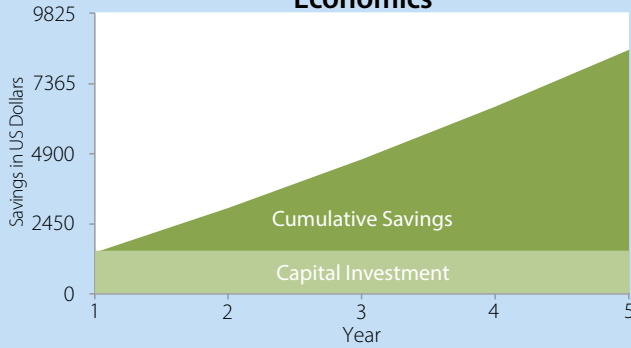 Economics
9825
7365
4900
2450
0
Savings in US Dollars
Cumulative Savings
Capital Investment
1 2 3 4 5
Year